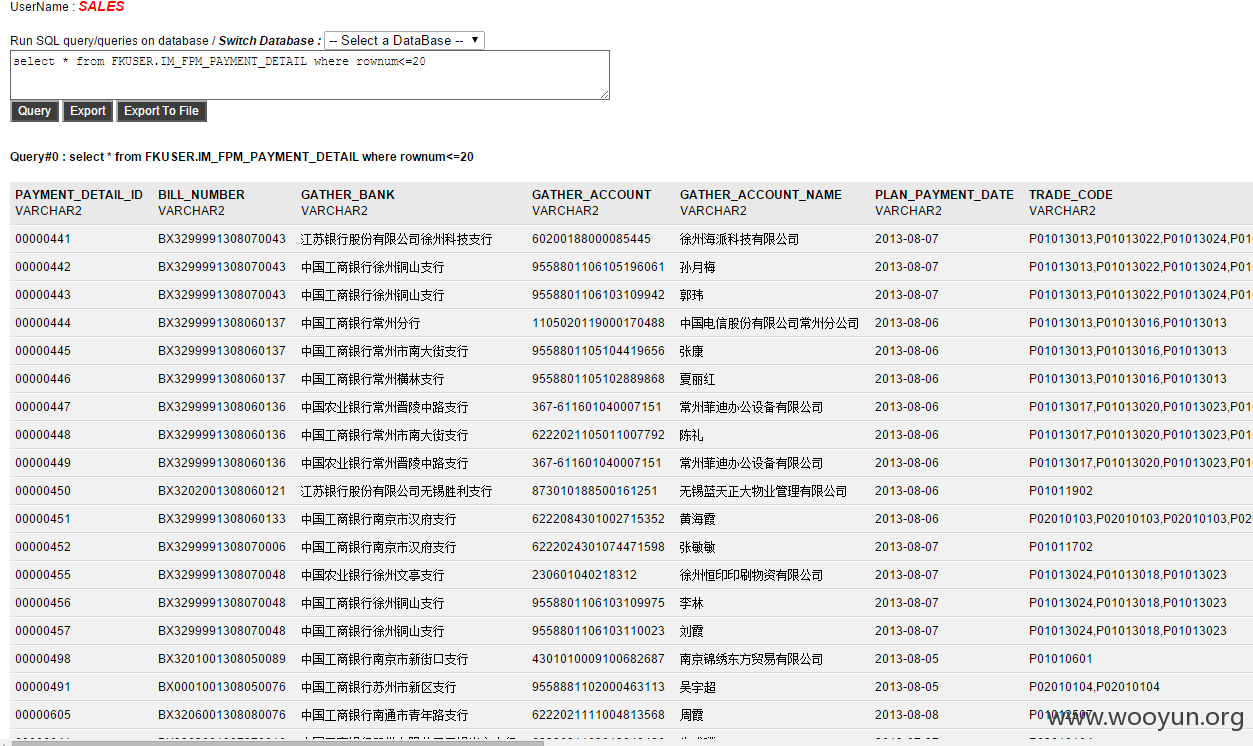 UserName : SALES
Run SQL query/queries on database / Switch Database : -- Select a DataBase --
select * from FKUSER.IM_FPM_PAYMENT_DETAIL where rownum<=20
Query Export Export To File
Query#0 : select * from FKUSER.IM_FPM_PAYMENT_DETAIL where rownum<=20
PAYMENT_DETAIL_ID BILL_NUMBER GATHER_BANK GATHER_ACCOUNT GATHER_ACCOUNT_NAME PLAN_PAYMENT_DATE TRADE_CODE
VARCHAR2 VARCHAR2 VARCHAR2 VARCHAR2 VARCHAR2 VARCHAR2 VARCHAR2
00000441 BX3299991308070043 江苏银行股份有限公司徐州科技支行 60200188000085445 徐州海派科技有限公司 2013-08-07 P01013013,P01013022,P01013024,P01
00000442 BX3299991308070043 中国工商银行徐州铜山支行 9558801106105196061 孙月梅 2013-08-07 P01013013,P01013022,P01013024,P01
00000443 BX3299991308070043 中国工商银行徐州铜山支行 9558801106103109942 郭玮 2013-08-07 P01013013,P01013022,P01013024,P01
00000444 BX3299991308060137 中国工商银行常州分行 1105020119000170488 中国电信股份有限公司常州分公司 2013-08-06 P01013013,P01013016,P01013013
00000445 BX3299991308060137 中国工商银行常州市南大街支行 9558801105104419656 张康 2013-08-06 P01013013,P01013016,P01013013
00000446 BX3299991308060137 中国工商银行常州横林支行 9558801105102889868 夏丽红 2013-08-06 P01013013,P01013016,P01013013
00000447 BX3299991308060136 中国农业银行常州晋陵中路支行 367-611601040007151 常州菲迪办公设备有限公司 2013-08-06 P01013017,P01013020,P01013023,P01
00000448 BX3299991308060136 中国工商银行常州市南大街支行 6222021105011007792 陈礼 2013-08-06 P01013017,P01013020,P01013023,P01
00000449 BX3299991308060136 中国农业银行常州晋陵中路支行 367-611601040007151 常州菲迪办公设备有限公司 2013-08-06 P01013017,P01013020,P01013023,P01
00000450 BX3202001308060121 江苏银行股份有限公司无锡胜利支行 873010188500161251 无锡蓝天正大物业管理有限公司 2013-08-06 P01011902
00000451 BX3299991308060133 中国工商银行南京市汉府支行 6222084301002715352 黄海霞 2013-08-06 P02010103,P02010103,P02010103,P02
00000452 BX3299991308070006 中国工商银行南京市汉府支行 6222024301074471598 张敏敏 2013-08-07 P01011702
00000455 BX3299991308070048 中国农业银行徐州文亭支行 230601040218312 徐州恒印印刷物资有限公司 2013-08-07 P01013024,P01013018,P01013023
00000456 BX3299991308070048 中国工商银行徐州铜山支行 9558801106103109975 李林 2013-08-07 P01013024,P01013018,P01013023
00000457 BX3299991308070048 中国工商银行徐州铜山支行 9558801106103110023 刘霞 2013-08-07 P01013024,P01013018,P01013023
00000498 BX3201001308050089 中国工商银行南京市新街口支行 4301010009100682687 南京锦绣东方贸易有限公司 2013-08-05 P01010601
00000491 BX0001001308050076 中国工商银行苏州市新区支行 9558881102000463113 吴宇超 2013-08-05 P02010104,P02010104
00000605 BX3206001308080076 中国工商银行南通市青年路支行 6222021111004813568 周霞 2013-08-08 P01012507
www.wooyun.org